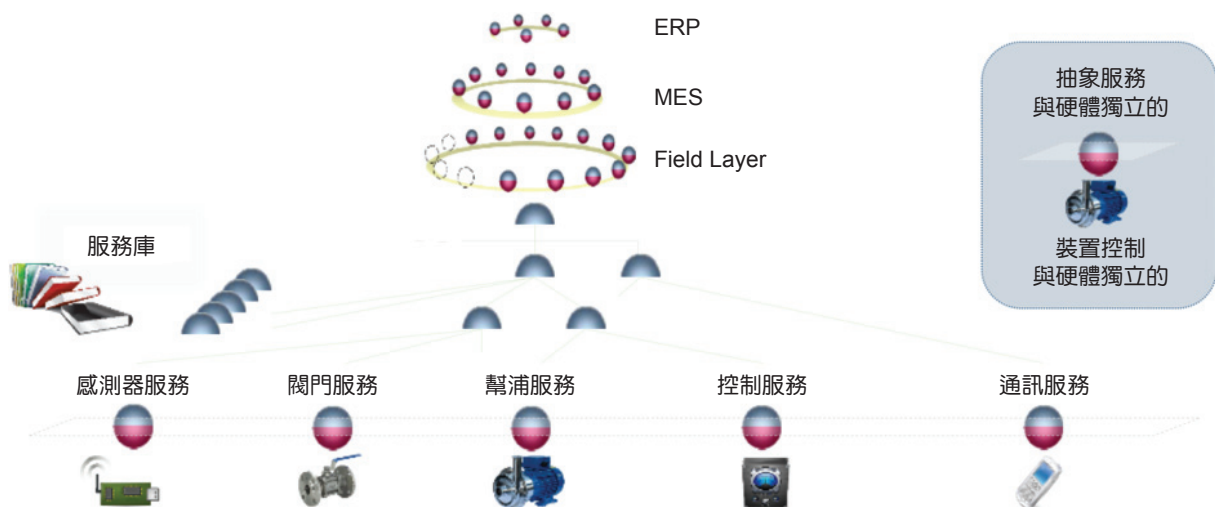 ERP
MES
Field Layer
抽象服務
與硬體獨立的
裝置控制
與硬體獨立的
服務庫
感測器服務
閥門服務
幫浦服務
控制服務
通訊服務